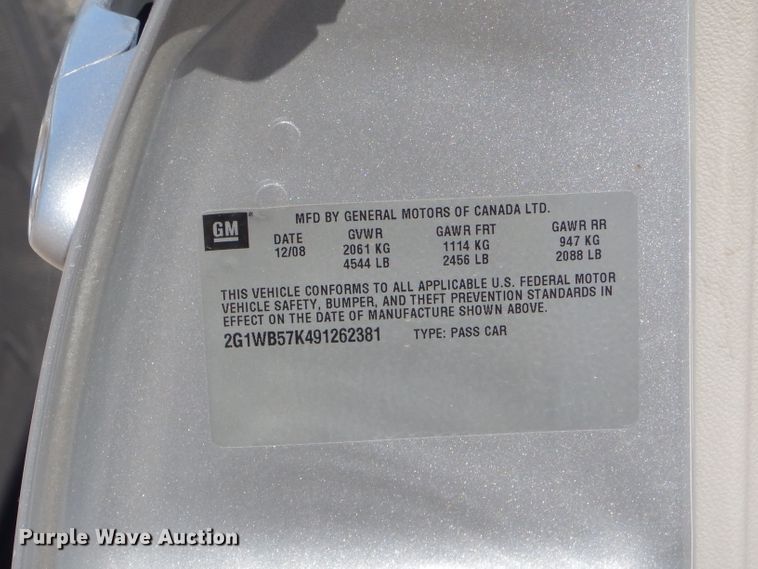 GM
MFD BY GENERAL MOTORS OF CANADA LTD.
DATE GVWR GAWR FRT GAWR RR
12/08 2061 KG 1114 KG 947 KG
4544 LB 2456 LB 2088 LB
THIS VEHICLE CONFORMS TO ALL APPLICABLE U.S. FEDERAL MOTOR
VEHICLE SAFETY, BUMPER, AND THEFT PREVENTION STANDARDS IN
EFFECT ON THE DATE OF MANUFACTURE SHOWN ABOVE.
2G1WB57K491262381 TYPE: PASS CAR
Purple Wave Auction